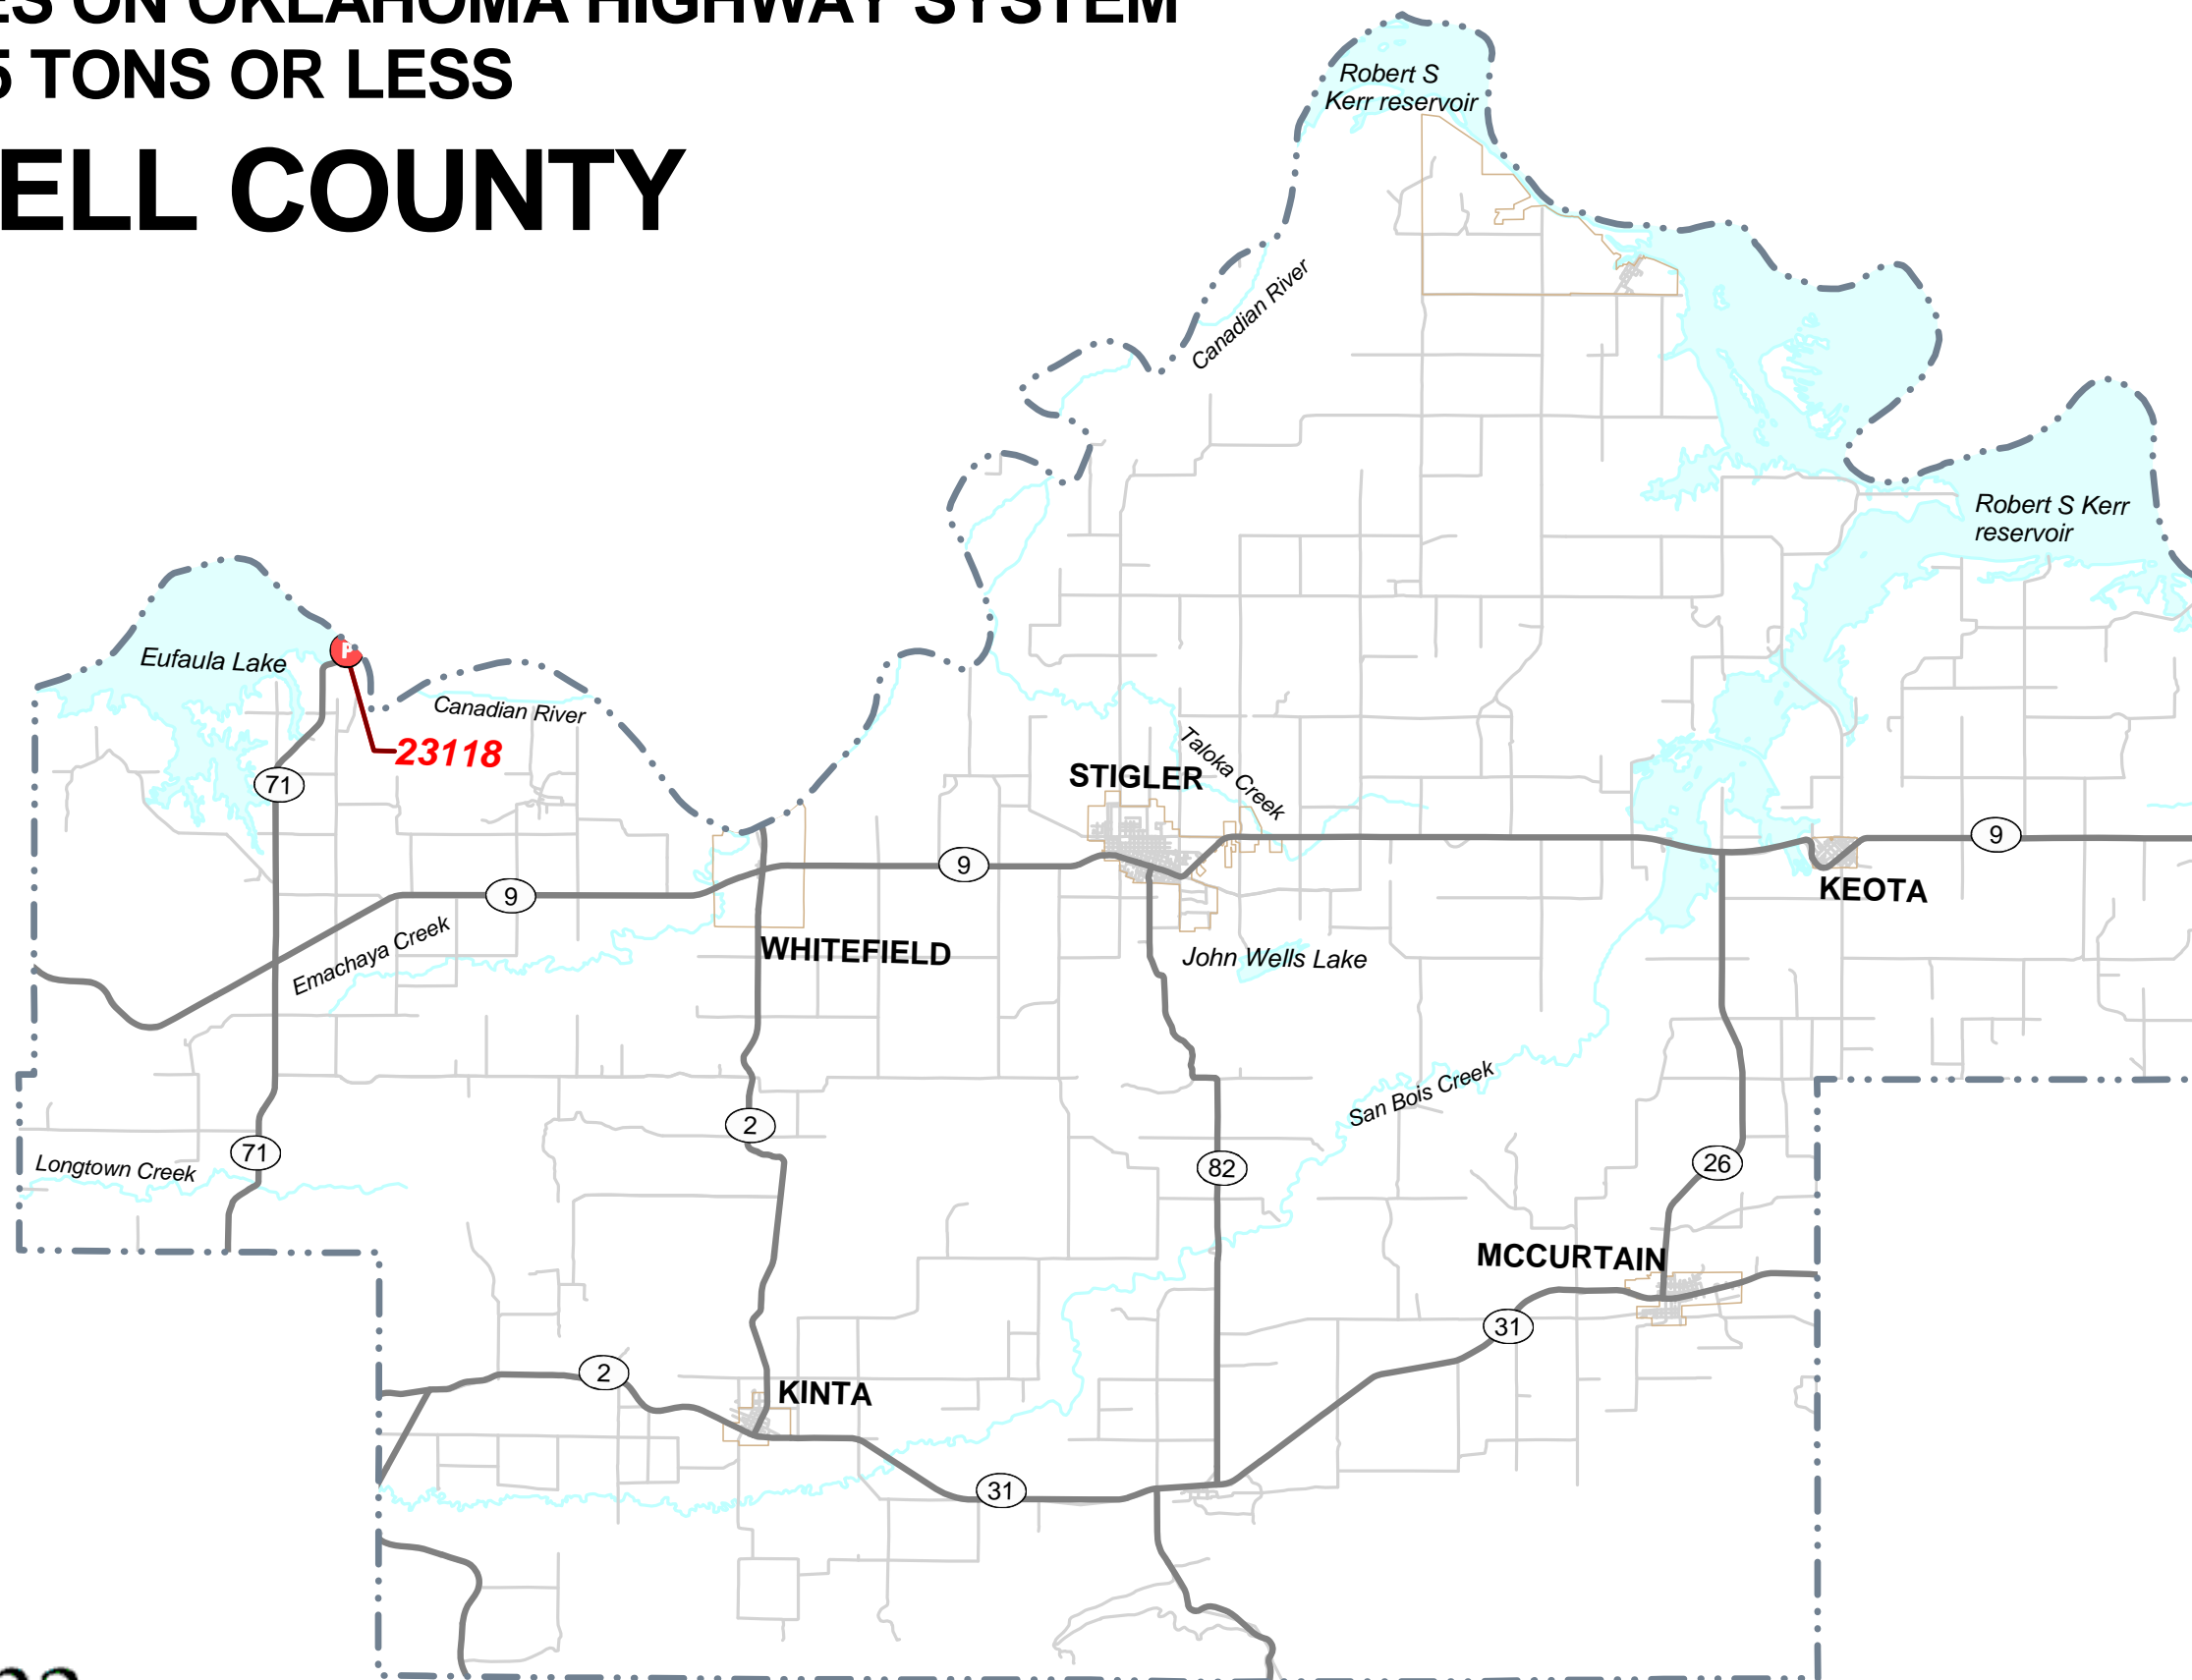 ES ON OKLAHOMA HIGHWAY SYSTEM
5 TONS OR LESS
ELL COUNTY
Robert S
Kerr reservoir
Canadian River
Robert S Kerr
reservoir
Eufaula Lake
P
Canadian River
23118
71
STIGLER
Taloka Creek
9
9
9
KEOTA
Emachaya Creek
WHITEFIELD
John Wells Lake
San Bois Creek
2
71
Longtown Creek
82
26
MCCURTAIN
31
2
KINTA
31